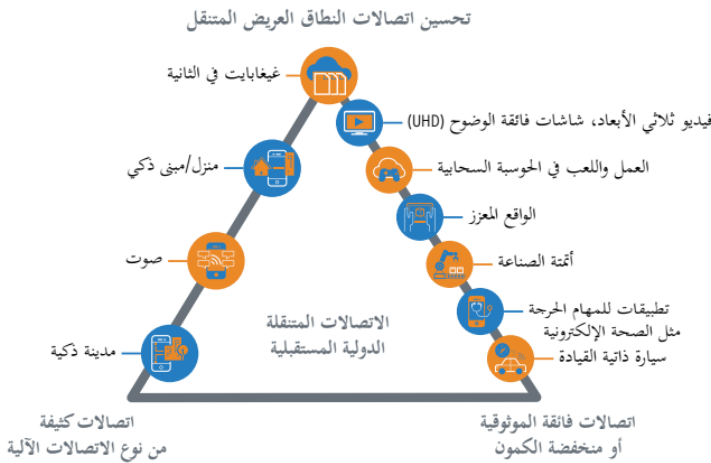 تحسين اتصالات النطاق العريض المتنقل
غيغابايت في الثانية
فيديو ثلاثي الأبعاد، شاشات فائقة الوضوح (UHD)
العمل واللعب في الحوسبة السحابية
منزل/مبنى ذكي
الواقع المعزز
صوت
أتمتة الصناعة
تطبيقات للمهام الحرجة
مثل الصحة الإلكترونية
الاتصالات المتنقلة
الدولية المستقبلية
مدينة ذكية
سيارة ذاتية القيادة
اتصالات فائقة الموثوقية
أو منخفضة الكمون
اتصالات كثيفة
من نوع الاتصالات الآلية